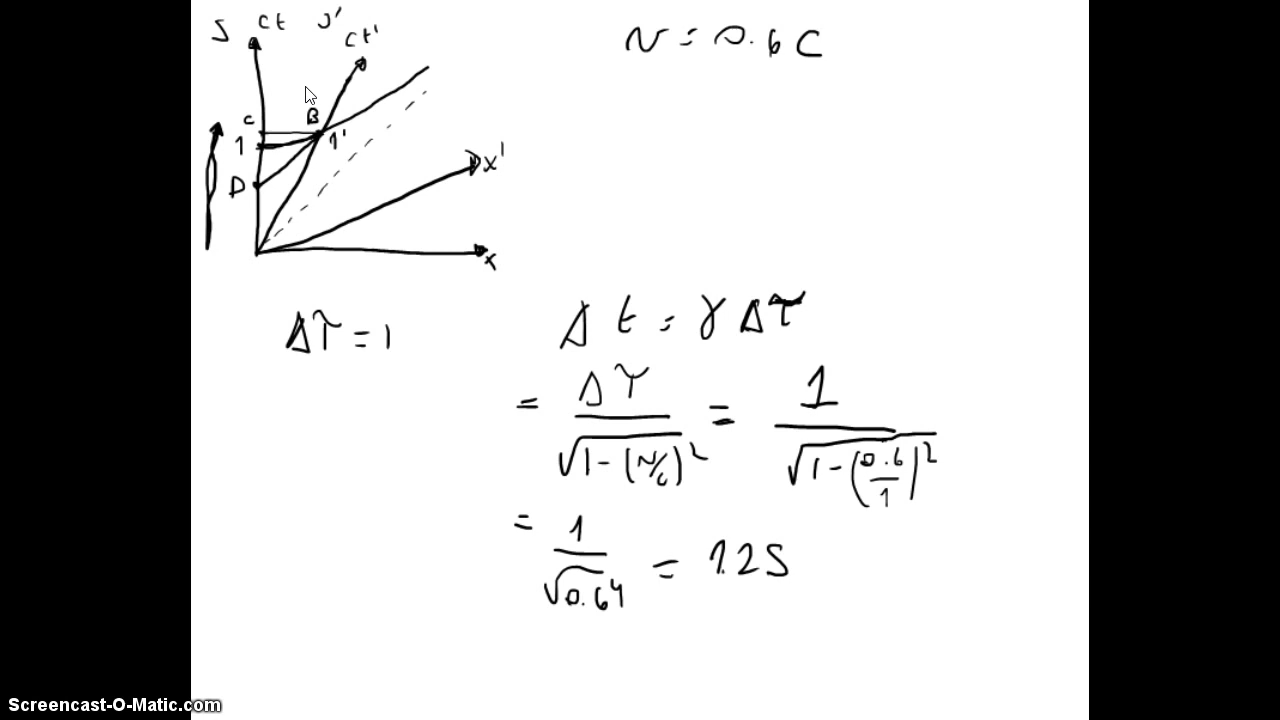 S ct S' ct'
v = 0.6 C
C B
1 1'
D
x'
x
Δτ = 1
Δt = γ Δτ
= Δτ / √1 - (v/c)² = 1 / √1 - (0.6/1)²
= 1 / √0.64 = 1.25
Screencast-O-Matic.com